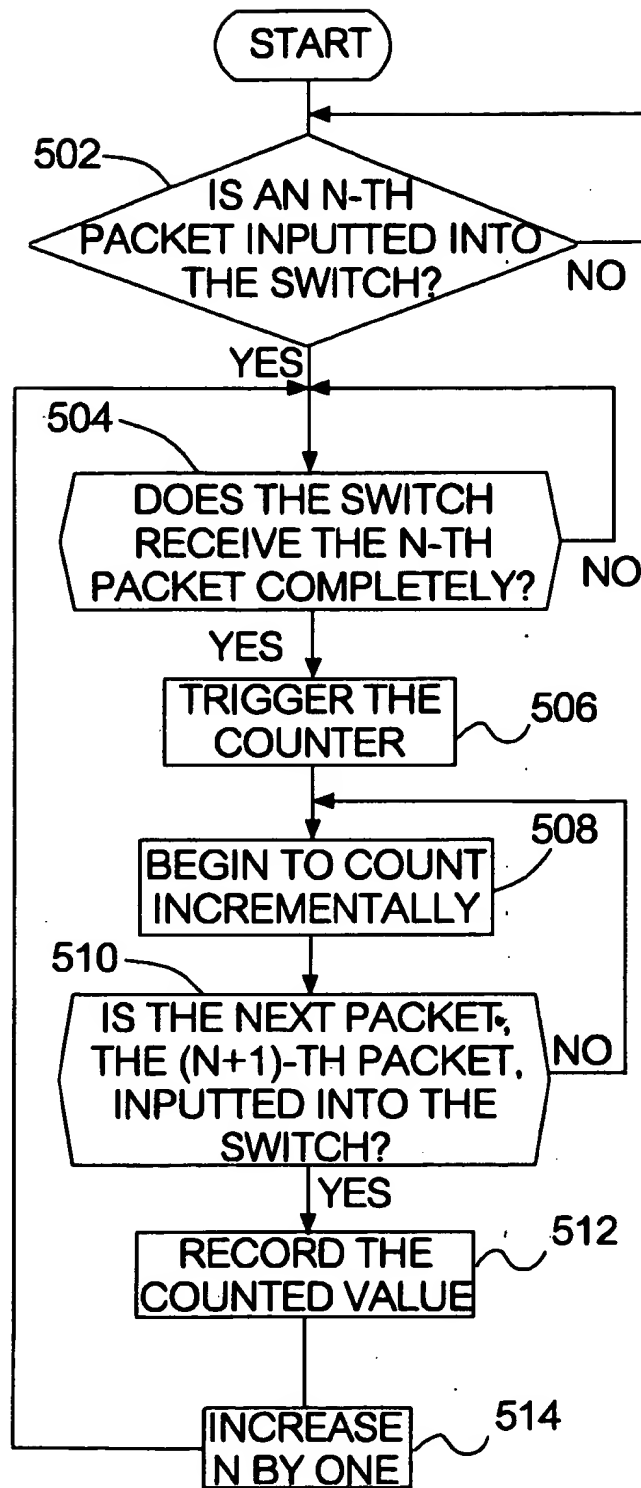 START
502
IS AN N-TH
PACKET INPUTTED INTO
THE SWITCH?
NO
YES
504
DOES THE SWITCH
RECEIVE THE N-TH
PACKET COMPLETELY?
NO
YES
TRIGGER THE
COUNTER
506
BEGIN TO COUNT
INCREMENTALLY
508
510
IS THE NEXT PACKET,
THE (N+1)-TH PACKET,
INPUTTED INTO THE
SWITCH?
NO
YES
RECORD THE
COUNTED VALUE
512
INCREASE
N BY ONE
514